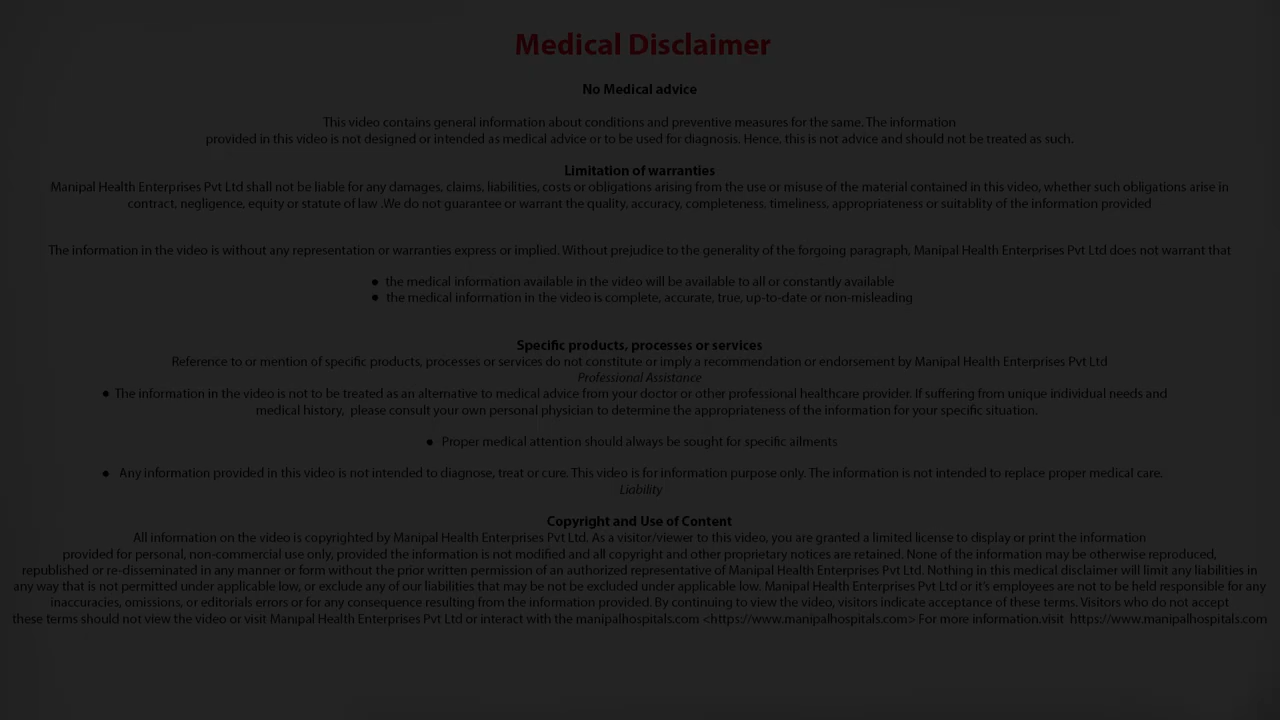 Medical Disclaimer
No Medical advice
This video contains general information about conditions and preventive measures for the same. The information
provided in this video is not designed or intended as medical advice or to be used for diagnosis. Hence, this is not advice and should not be treated as such.
Limitation of warranties
Manipal Health Enterprises Pvt Ltd shall not be liable for any damages, claims, liabilities, costs or obligations arising from the use or misuse of the material contained in this video, whether such obligations arise in
contract, negligence, equity or statute of law .We do not guarantee or warrant the quality, accuracy, completeness, timeliness, appropriateness or suitablity of the information provided
The information in the video is without any representation or warranties express or implied. Without prejudice to the generality of the forgoing paragraph, Manipal Health Enterprises Pvt Ltd does not warrant that
● the medical information available in the video will be available to all or constantly available
● the medical information in the video is complete, accurate, true, up-to-date or non-misleading
Specific products, processes or services
Reference to or mention of specific products, processes or services do not constitute or imply a recommendation or endorsement by Manipal Health Enterprises Pvt Ltd
Professional Assistance
● The information in the video is not to be treated as an alternative to medical advice from your doctor or other professional healthcare provider. If suffering from unique individual needs and
medical history, please consult your own personal physician to determine the appropriateness of the information for your specific situation.
● Proper medical attention should always be sought for specific ailments
● Any information provided in this video is not intended to diagnose, treat or cure. This video is for information purpose only. The information is not intended to replace proper medical care.
Liability
Copyright and Use of Content
All information on the video is copyrighted by Manipal Health Enterprises Pvt Ltd. As a visitor/viewer to this video, you are granted a limited license to display or print the information
provided for personal, non-commercial use only, provided the information is not modified and all copyright and other proprietary notices are retained. None of the information may be otherwise reproduced,
republished or re-disseminated in any manner or form without the prior written permission of an authorized representative of Manipal Health Enterprises Pvt Ltd. Nothing in this medical disclaimer will limit any liabilities in
any way that is not permitted under applicable low, or exclude any of our liabilities that may be not be excluded under applicable low. Manipal Health Enterprises Pvt Ltd or it's employees are not to be held responsible for any
inaccuracies, omissions, or editorials errors or for any consequence resulting from the information provided. By continuing to view the video, visitors indicate acceptance of these terms. Visitors who do not accept
these terms should not view the video or visit Manipal Health Enterprises Pvt Ltd or interact with the manipalhospitals.com <https://www.manipalhospitals.com> For more information.visit https://www.manipalhospitals.com